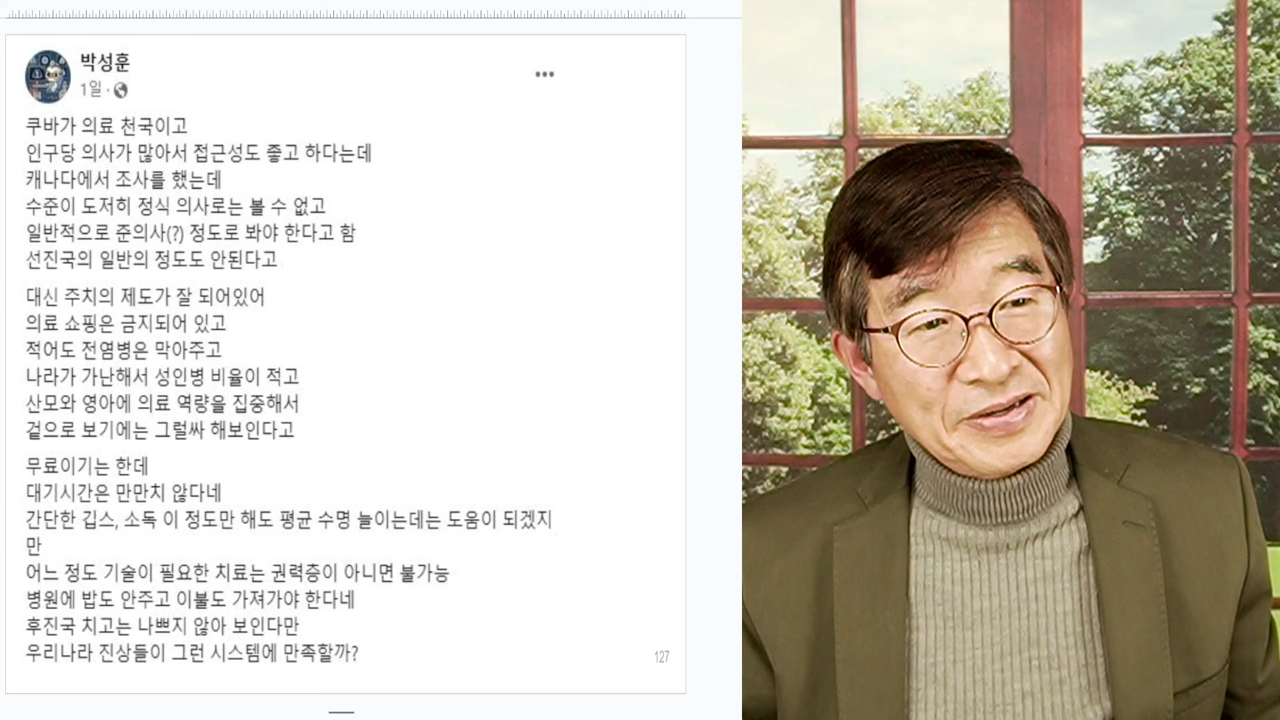 박성훈
1일 ·
쿠바가 의료 천국이고
인구당 의사가 많아서 접근성도 좋고 하다는데
캐나다에서 조사를 했는데
수준이 도저히 정식 의사로는 볼 수 없고
일반적으로 준의사(?) 정도로 봐야 한다고 함
선진국의 일반의 정도도 안된다고
대신 주치의 제도가 잘 되어있어
의료 쇼핑은 금지되어 있고
적어도 전염병은 막아주고
나라가 가난해서 성인병 비율이 적고
산모와 영아에 의료 역량을 집중해서
겉으로 보기에는 그럴싸 해보인다고
무료이기는 한데
대기시간은 만만치 않다네
간단한 깁스, 소독 이 정도만 해도 평균 수명 늘이는데는 도움이 되겠지
만
어느 정도 기술이 필요한 치료는 권력층이 아니면 불가능
병원에 밥도 안주고 이불도 가져가야 한다네
후진국 치고는 나쁘지 않아 보인다만
우리나라 진상들이 그런 시스템에 만족할까?
127